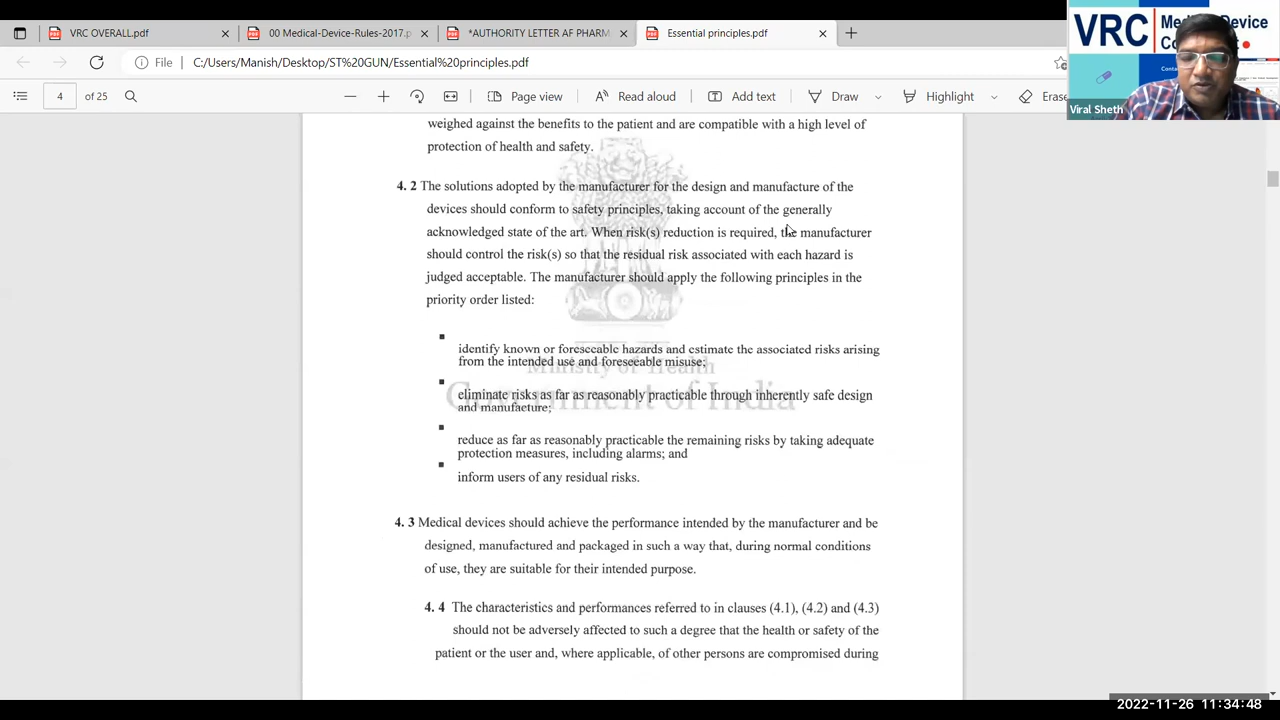 VRC OVERALL.pdf
00 Medical-Device-Rules-2017.p
*AUTHORITY LETTER AF PHARM
Essential principles.pdf
File C:/Users/Manish/Desktop/ST%20GUN/Essential%20principles.pdf
4 of 25
Page view
Read aloud
Add text
Draw
Highlight
Erase
VRC
Viral Sheth
weighed against the benefits to the patient and are compatible with a high level of
protection of health and safety.
4. 2 The solutions adopted by the manufacturer for the design and manufacture of the
devices should conform to safety principles, taking account of the generally
acknowledged state of the art. When risk(s) reduction is required, the manufacturer
should control the risk(s) so that the residual risk associated with each hazard is
judged acceptable. The manufacturer should apply the following principles in the
priority order listed:
identify known or foreseeable hazards and estimate the associated risks arising
from the intended use and foreseeable misuse;
Ministry of Health
eliminate risks as far as reasonably practicable through inherently safe design
Government of India
and manufacture;
reduce as far as reasonably practicable the remaining risks by taking adequate
protection measures, including alarms; and
inform users of any residual risks.
4. 3 Medical devices should achieve the performance intended by the manufacturer and be
designed, manufactured and packaged in such a way that, during normal conditions
of use, they are suitable for their intended purpose.
4. 4 The characteristics and performances referred to in clauses (4.1), (4.2) and (4.3)
should not be adversely affected to such a degree that the health or safety of the
patient or the user and, where applicable, of other persons are compromised during
2022-11-26 11:34:48